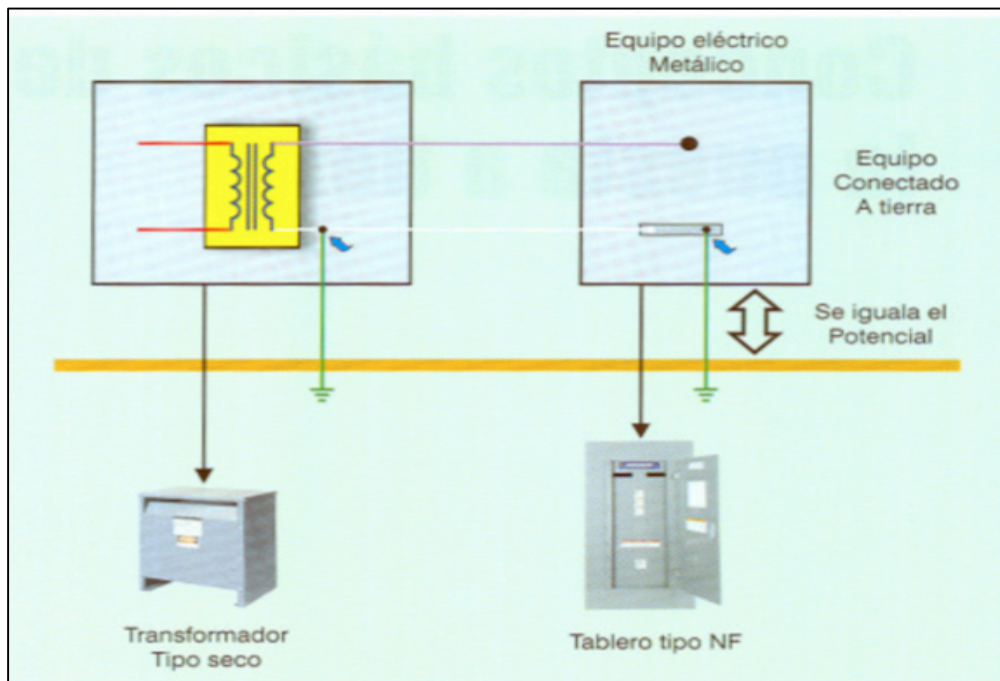 Equipo eléctrico
Metálico
Equipo
Conectado
A tierra
Se iguala el
Potencial
Transformador
Tipo seco
Tablero tipo NF